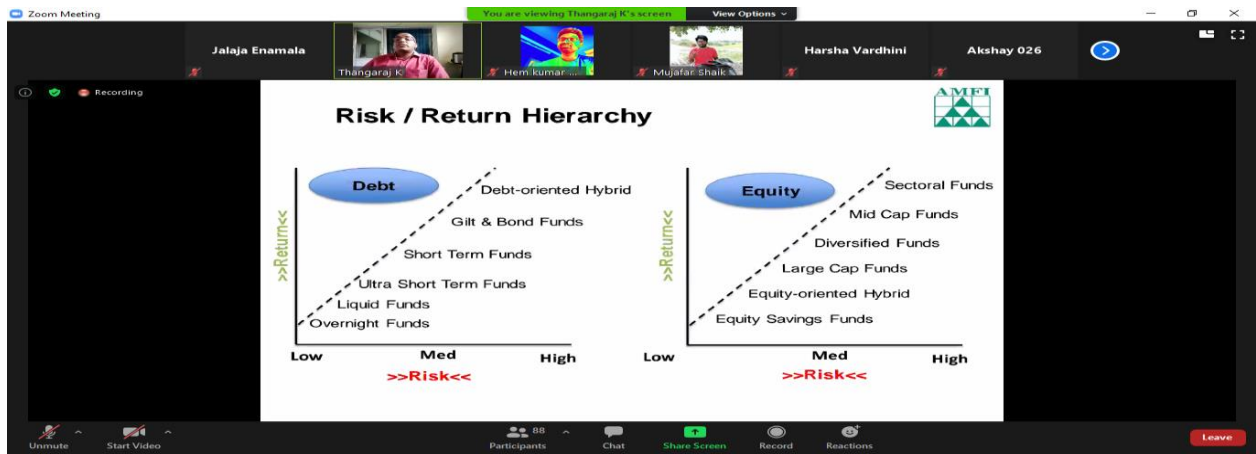 Zoom Meeting
You are viewing Thangaraj K's screen
View Options
Jalaja Enamala
Thangaraj K
Hem kumar ...
Mujafar Shaik
Harsha Vardhini
Akshay 026
Recording
AMFI
Risk / Return Hierarchy
Debt
Debt-oriented Hybrid
Gilt & Bond Funds
Short Term Funds
Ultra Short Term Funds
Liquid Funds
Overnight Funds
>>Return<<
Low
Med
High
>>Risk<<
Equity
Sectoral Funds
Mid Cap Funds
Diversified Funds
Large Cap Funds
Equity-oriented Hybrid
Equity Savings Funds
>>Return<<
Low
Med
High
>>Risk<<
Unmute
Start Video
88
Participants
Chat
Share Screen
Record
Reactions
Leave